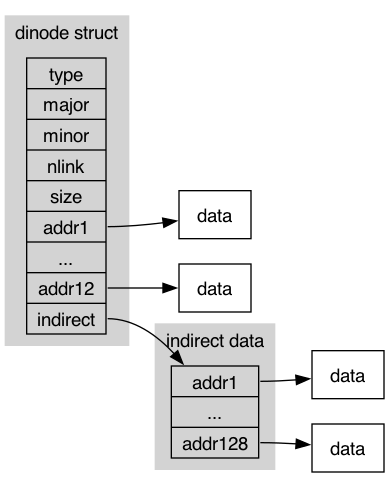 dinode struct
type
major
minor
nlink
size
addr1
...
addr12
indirect
data
data
indirect data
addr1
...
addr128
data
data